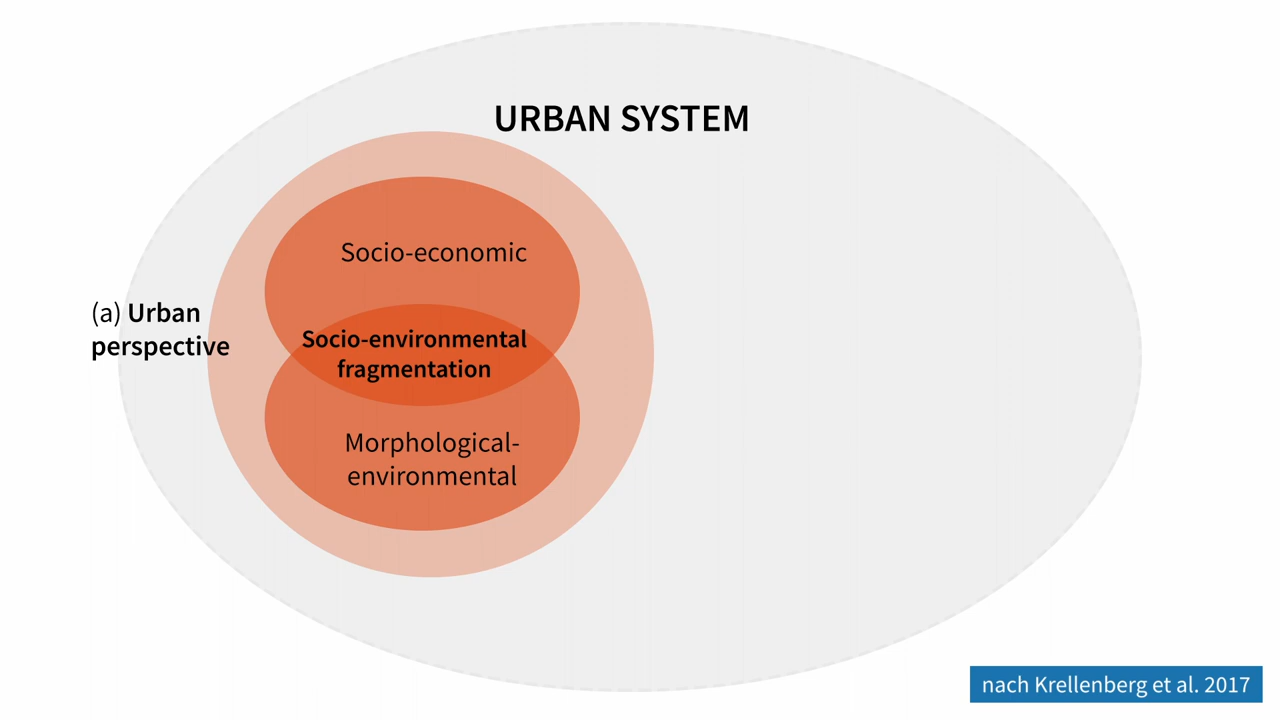 URBAN SYSTEM
Socio-economic
(a) Urban
perspective
Socio-environmental
fragmentation
Morphological-
environmental
nach Krellenberg et al. 2017